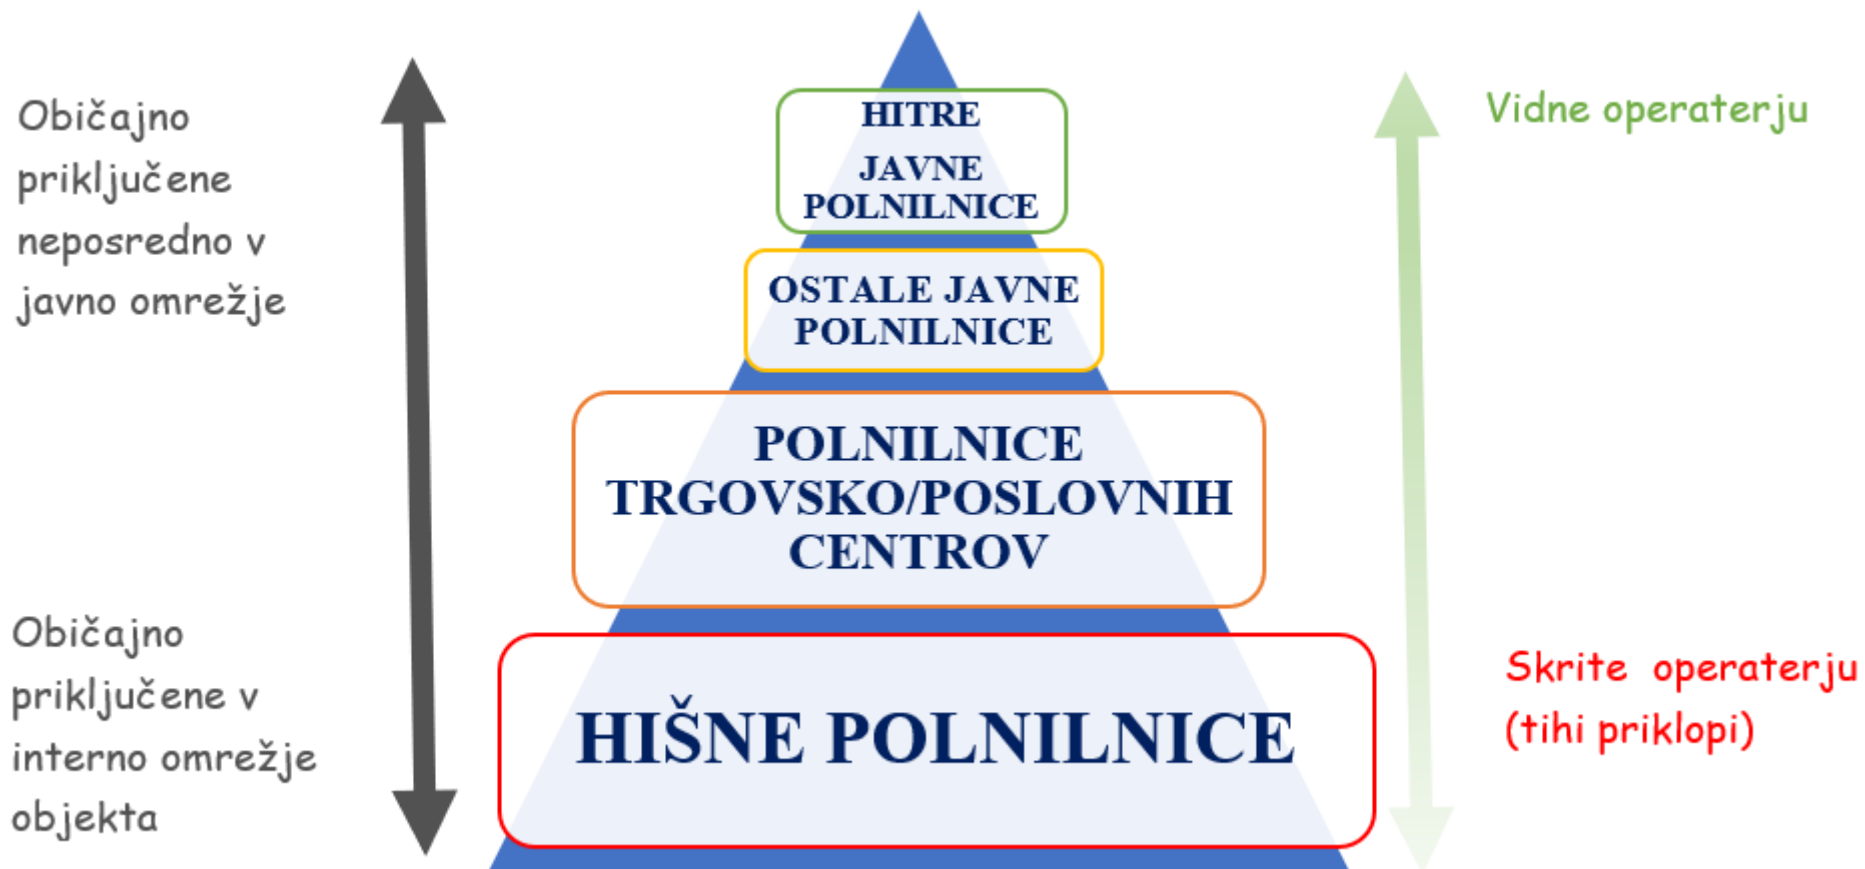 Običajno
priključene
neposredno v
javno omrežje
Običajno
priključene v
interno omrežje
objekta
HITRE
JAVNE
POLNILNICE
OSTALE JAVNE
POLNILNICE
POLNILNICE
TRGOVSKO/POSLOVNIH
CENTROV
HIŠNE POLNILNICE
Vidne operaterju
Skrite operaterju
(tihi priklopi)